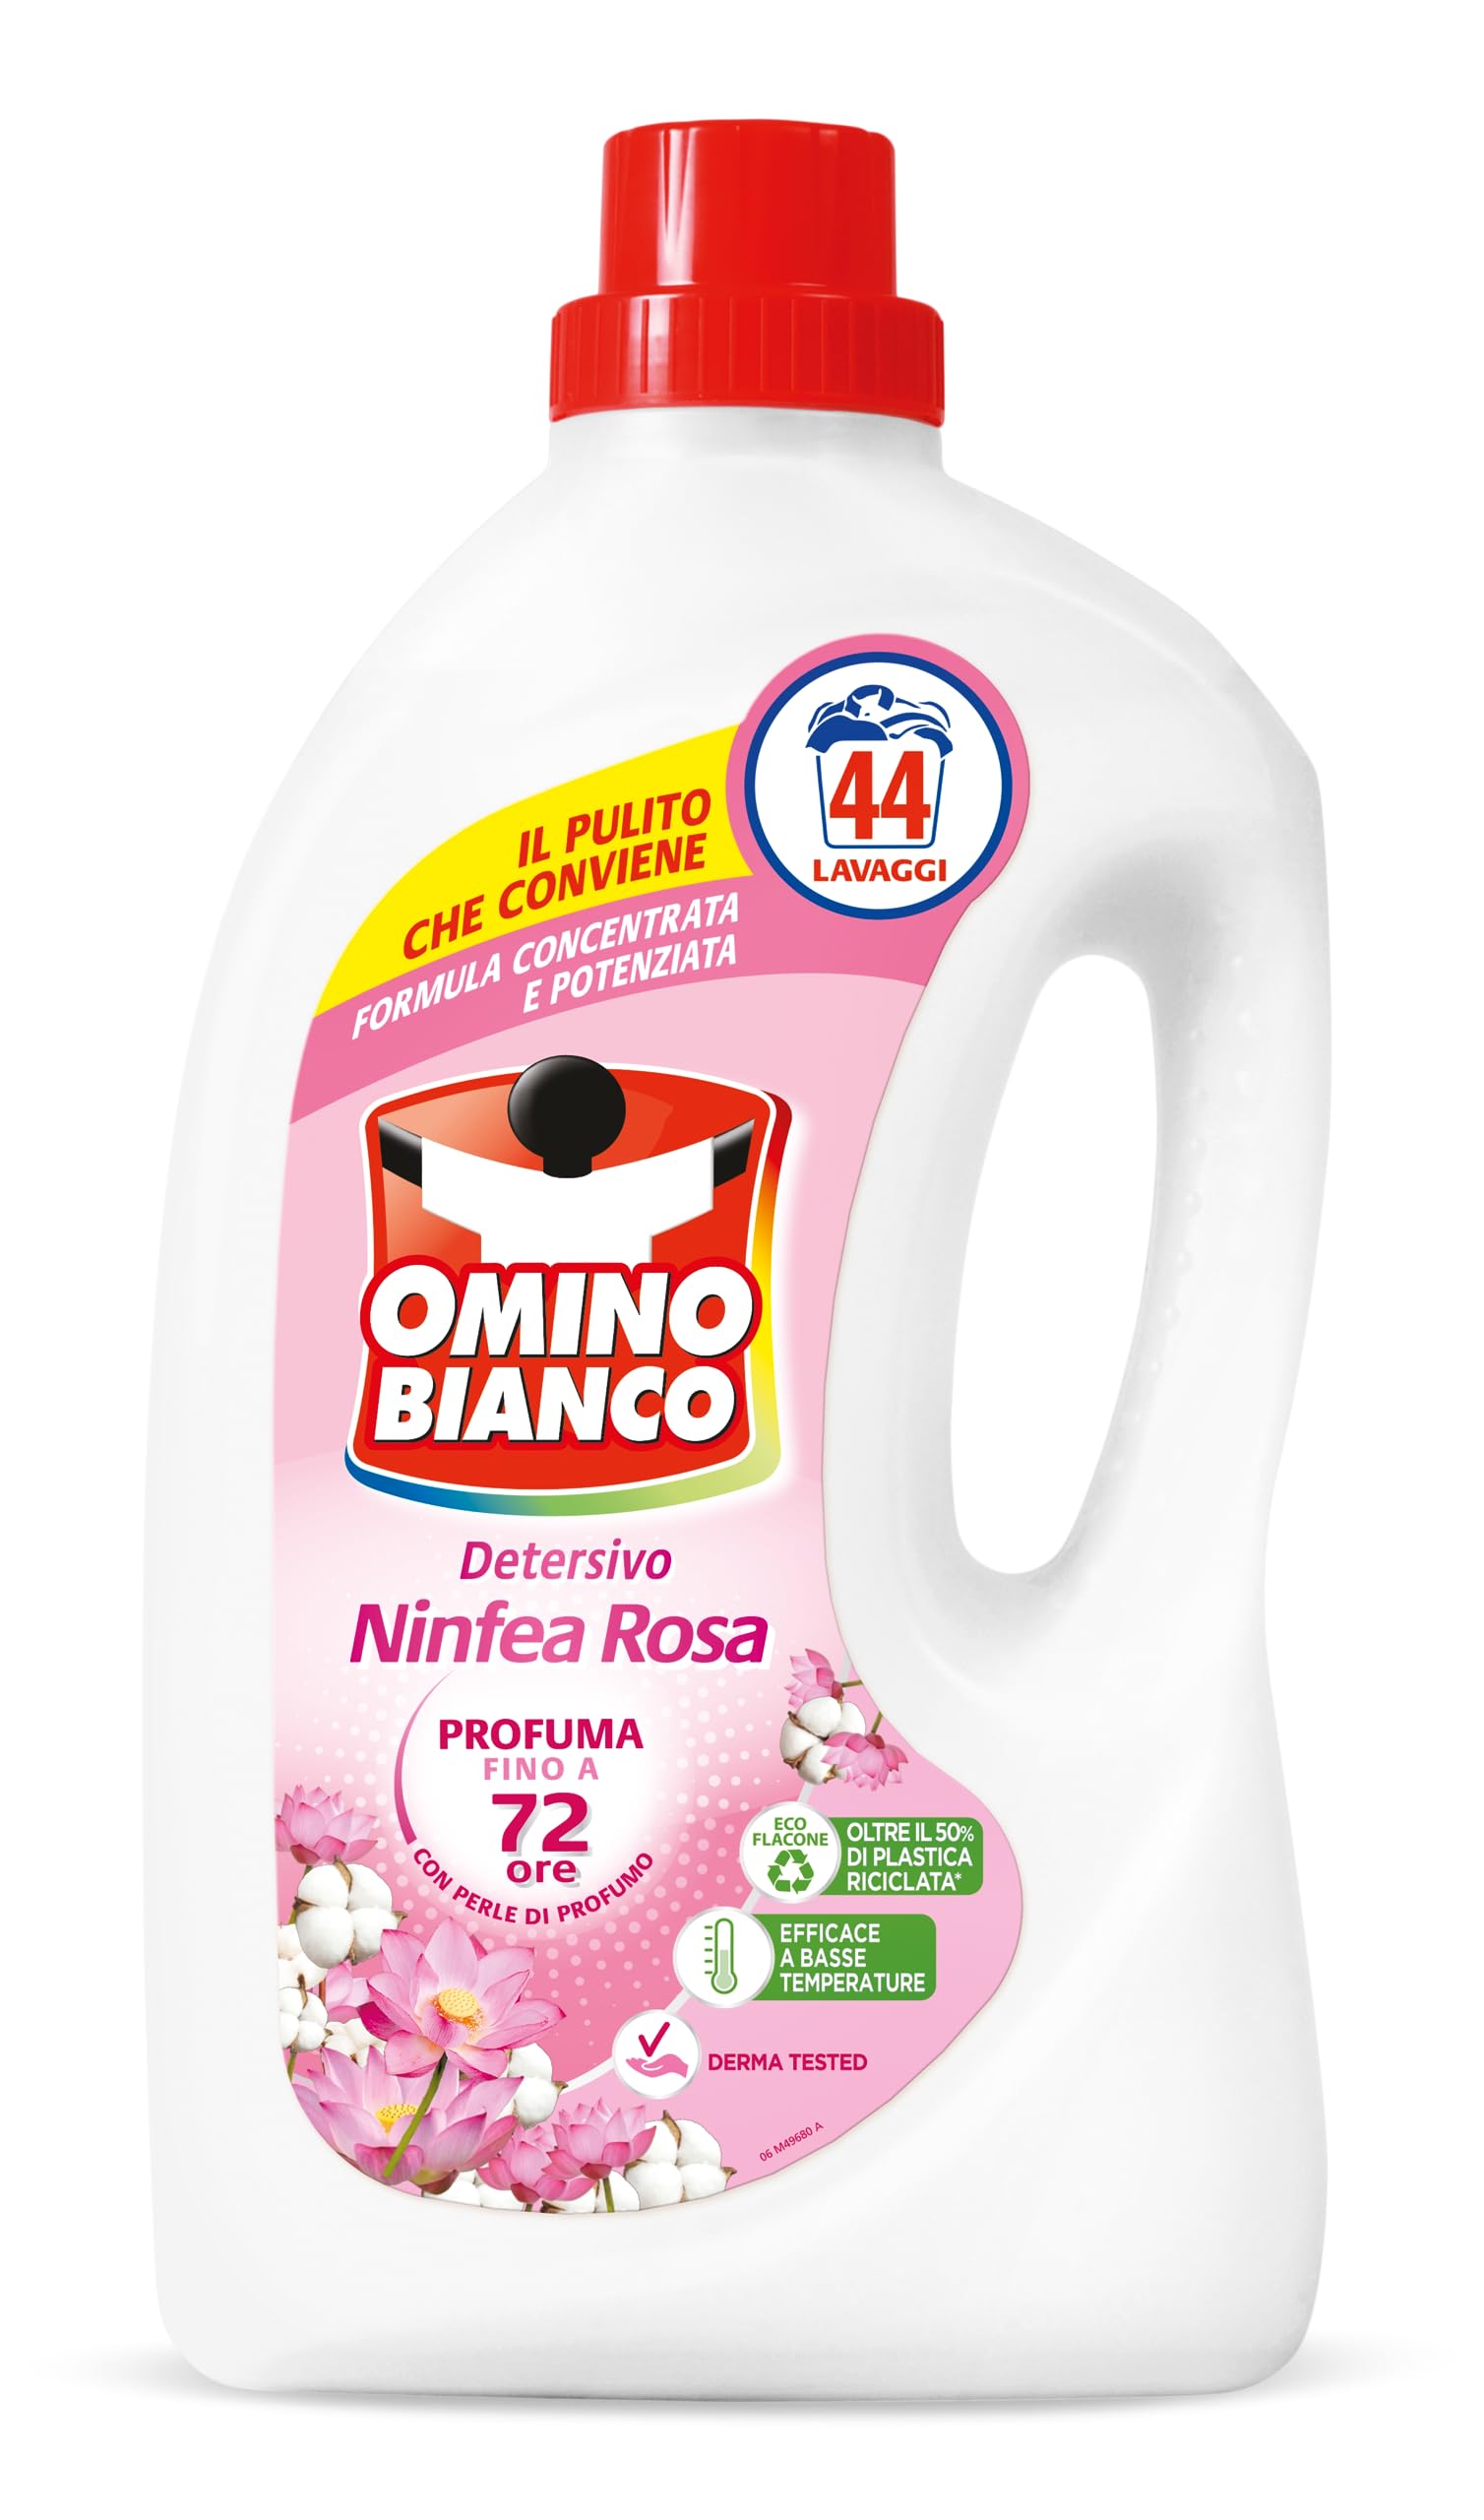 44
LAVAGGI
IL PULITO
CHE CONVIENE
FORMULA CONCENTRATA
E POTENZIATA
OMINO
BIANCO
Detersivo
Ninfea Rosa
PROFUMA
FINO A
72
ore
CON PERLE DI PROFUMO
ECO
FLACONE
OLTRE IL 50%
DI PLASTICA
RICICLATA*
EFFICACE
A BASSE
TEMPERATURE
DERMA TESTED
06 M49680 A